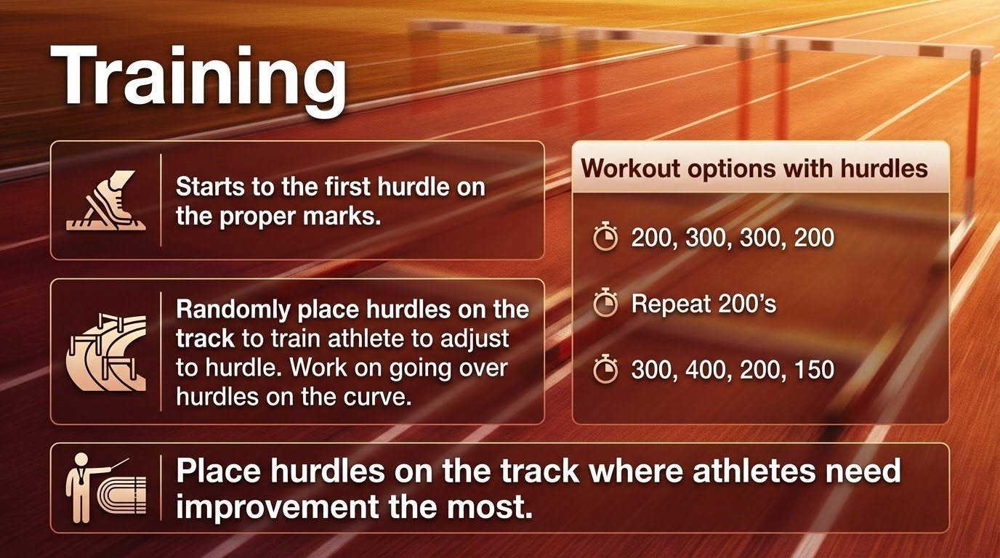 Training
Starts to the first hurdle on
the proper marks.
Randomly place hurdles on the
track to train athlete to adjust
to hurdle. Work on going over
hurdles on the curve.
Workout options with hurdles
200, 300, 300, 200
Repeat 200’s
300, 400, 200, 150
Place hurdles on the track where athletes need
improvement the most.